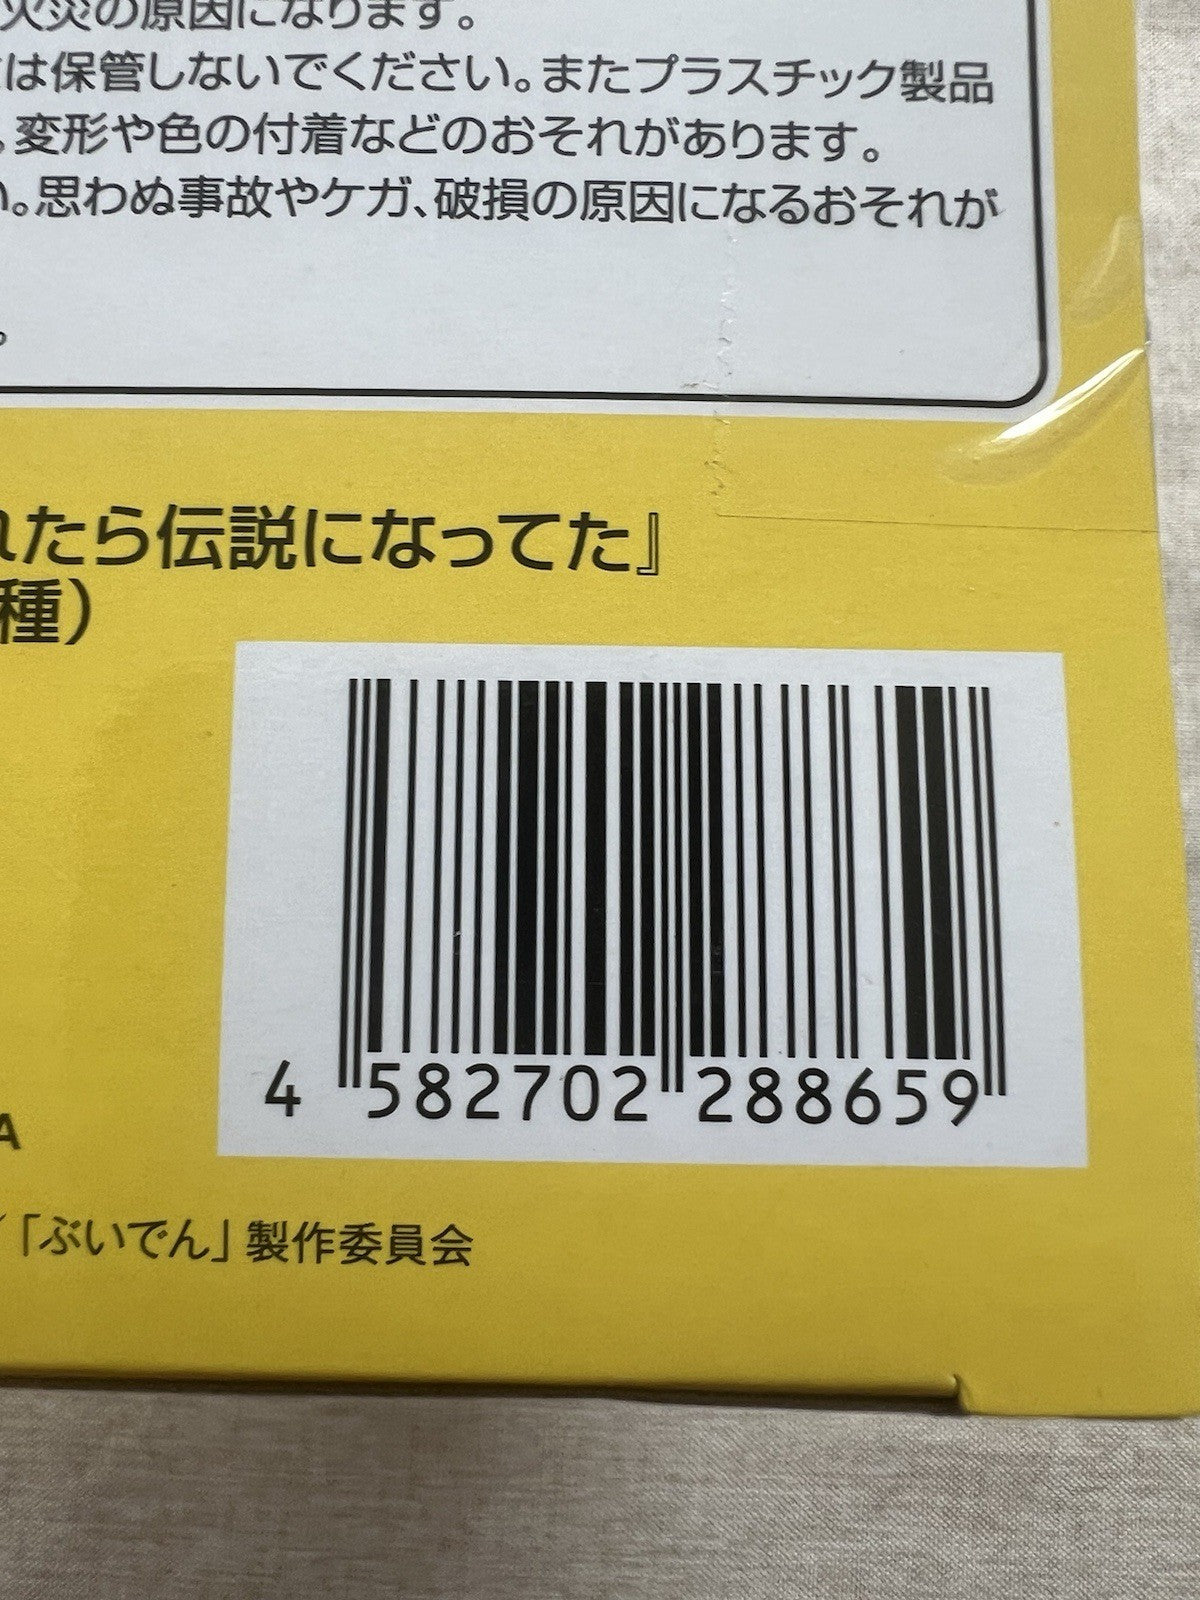 火災の原因になります。
は保管しないでください。またプラスチック製品
、変形や色の付着などのおそれがあります。
い。思わぬ事故やケガ、破損の原因になるおそれが
。
れたら伝説になってた』
種)
4 582702 288659
A
/「ぶいでん」製作委員会